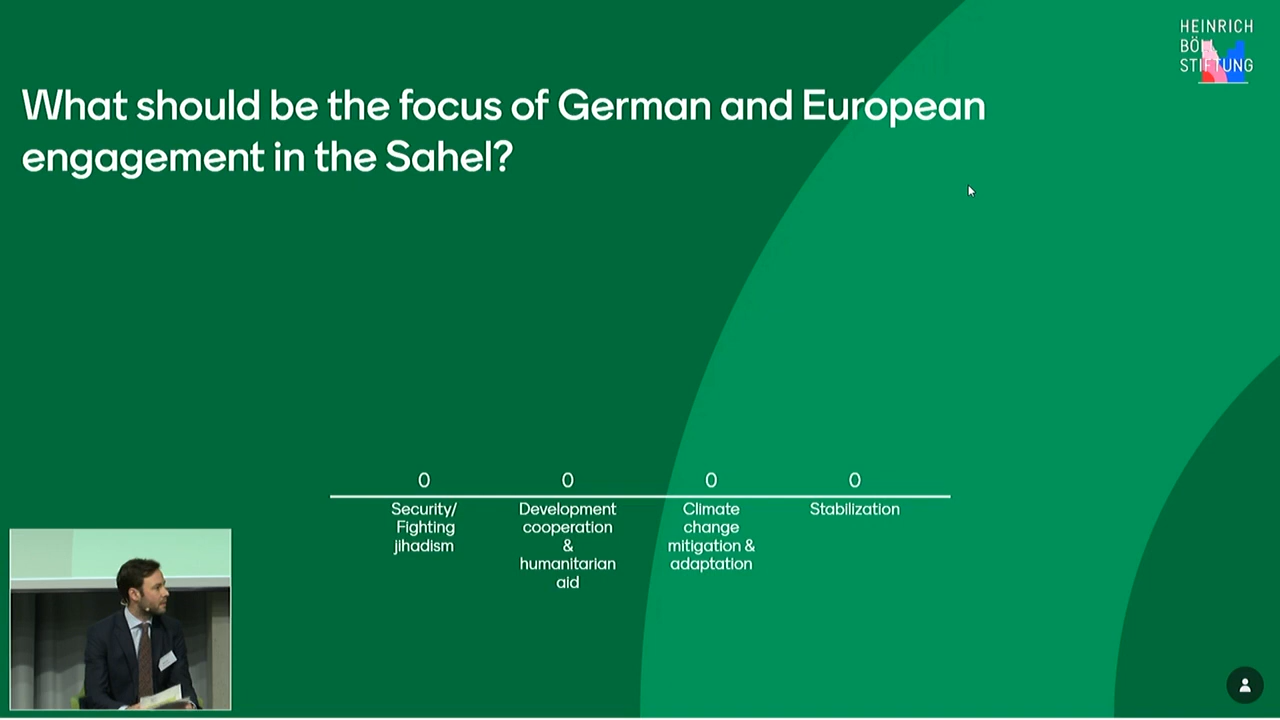 HEINRICH
BÖLL
STIFTUNG
What should be the focus of German and European
engagement in the Sahel?
0
0
0
0
Security/
Fighting
jihadism
Development
cooperation
&
humanitarian
aid
Climate
change
mitigation &
adaptation
Stabilization